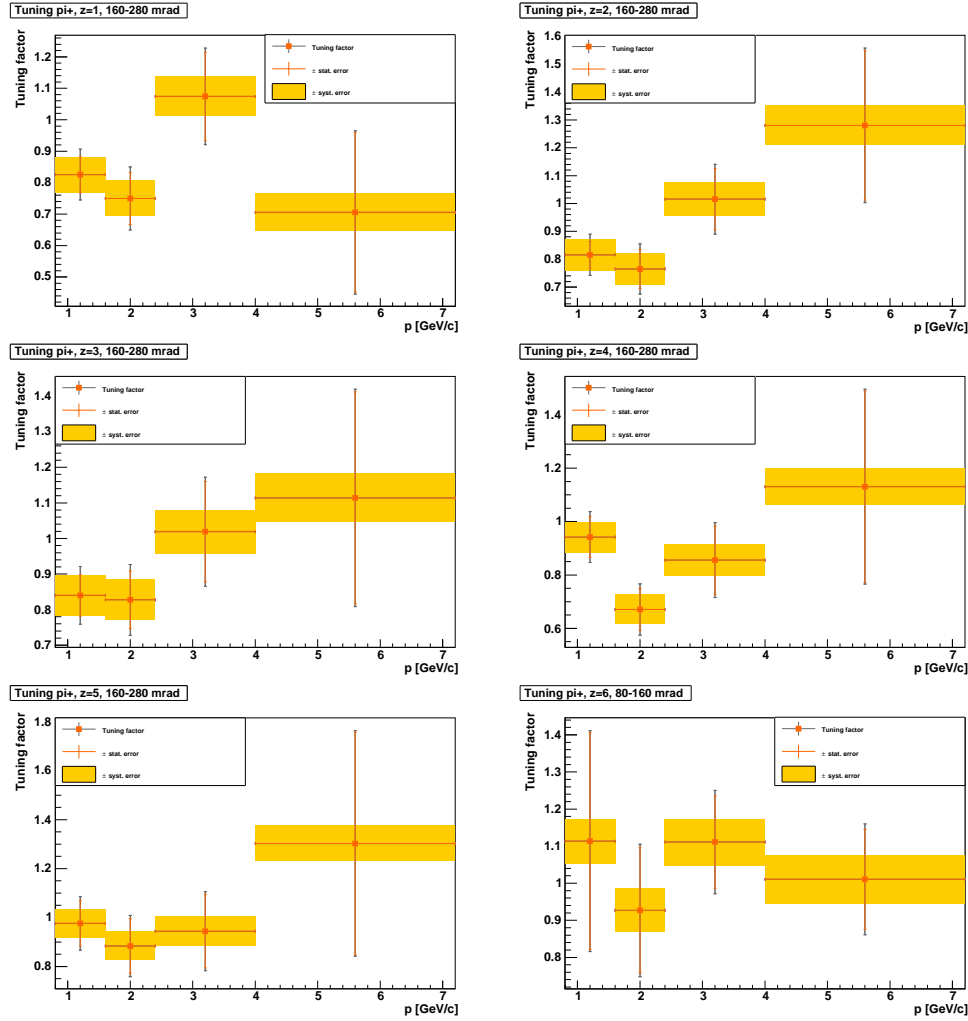 Tuning pi+, z=1, 160-280 mrad
Tuning factor
1.2
1.1
1
0.9
0.8
0.7
0.6
0.5
Tuning factor
± stat. error
± syst. error
1 2 3 4 5 6 7
p [GeV/c]
Tuning pi+, z=2, 160-280 mrad
Tuning factor
1.6
1.5
1.4
1.3
1.2
1.1
1
0.9
0.8
0.7
Tuning factor
± stat. error
± syst. error
1 2 3 4 5 6 7
p [GeV/c]
Tuning pi+, z=3, 160-280 mrad
Tuning factor
1.4
1.3
1.2
1.1
1
0.9
0.8
0.7
Tuning factor
± stat. error
± syst. error
1 2 3 4 5 6 7
p [GeV/c]
Tuning pi+, z=4, 160-280 mrad
Tuning factor
1.4
1.2
1
0.8
0.6
Tuning factor
± stat. error
± syst. error
1 2 3 4 5 6 7
p [GeV/c]
Tuning pi+, z=5, 160-280 mrad
Tuning factor
1.8
1.6
1.4
1.2
1
0.8
Tuning factor
± stat. error
± syst. error
1 2 3 4 5 6 7
p [GeV/c]
Tuning pi+, z=6, 80-160 mrad
Tuning factor
1.4
1.3
1.2
1.1
1
0.9
0.8
Tuning factor
± stat. error
± syst. error
1 2 3 4 5 6 7
p [GeV/c]